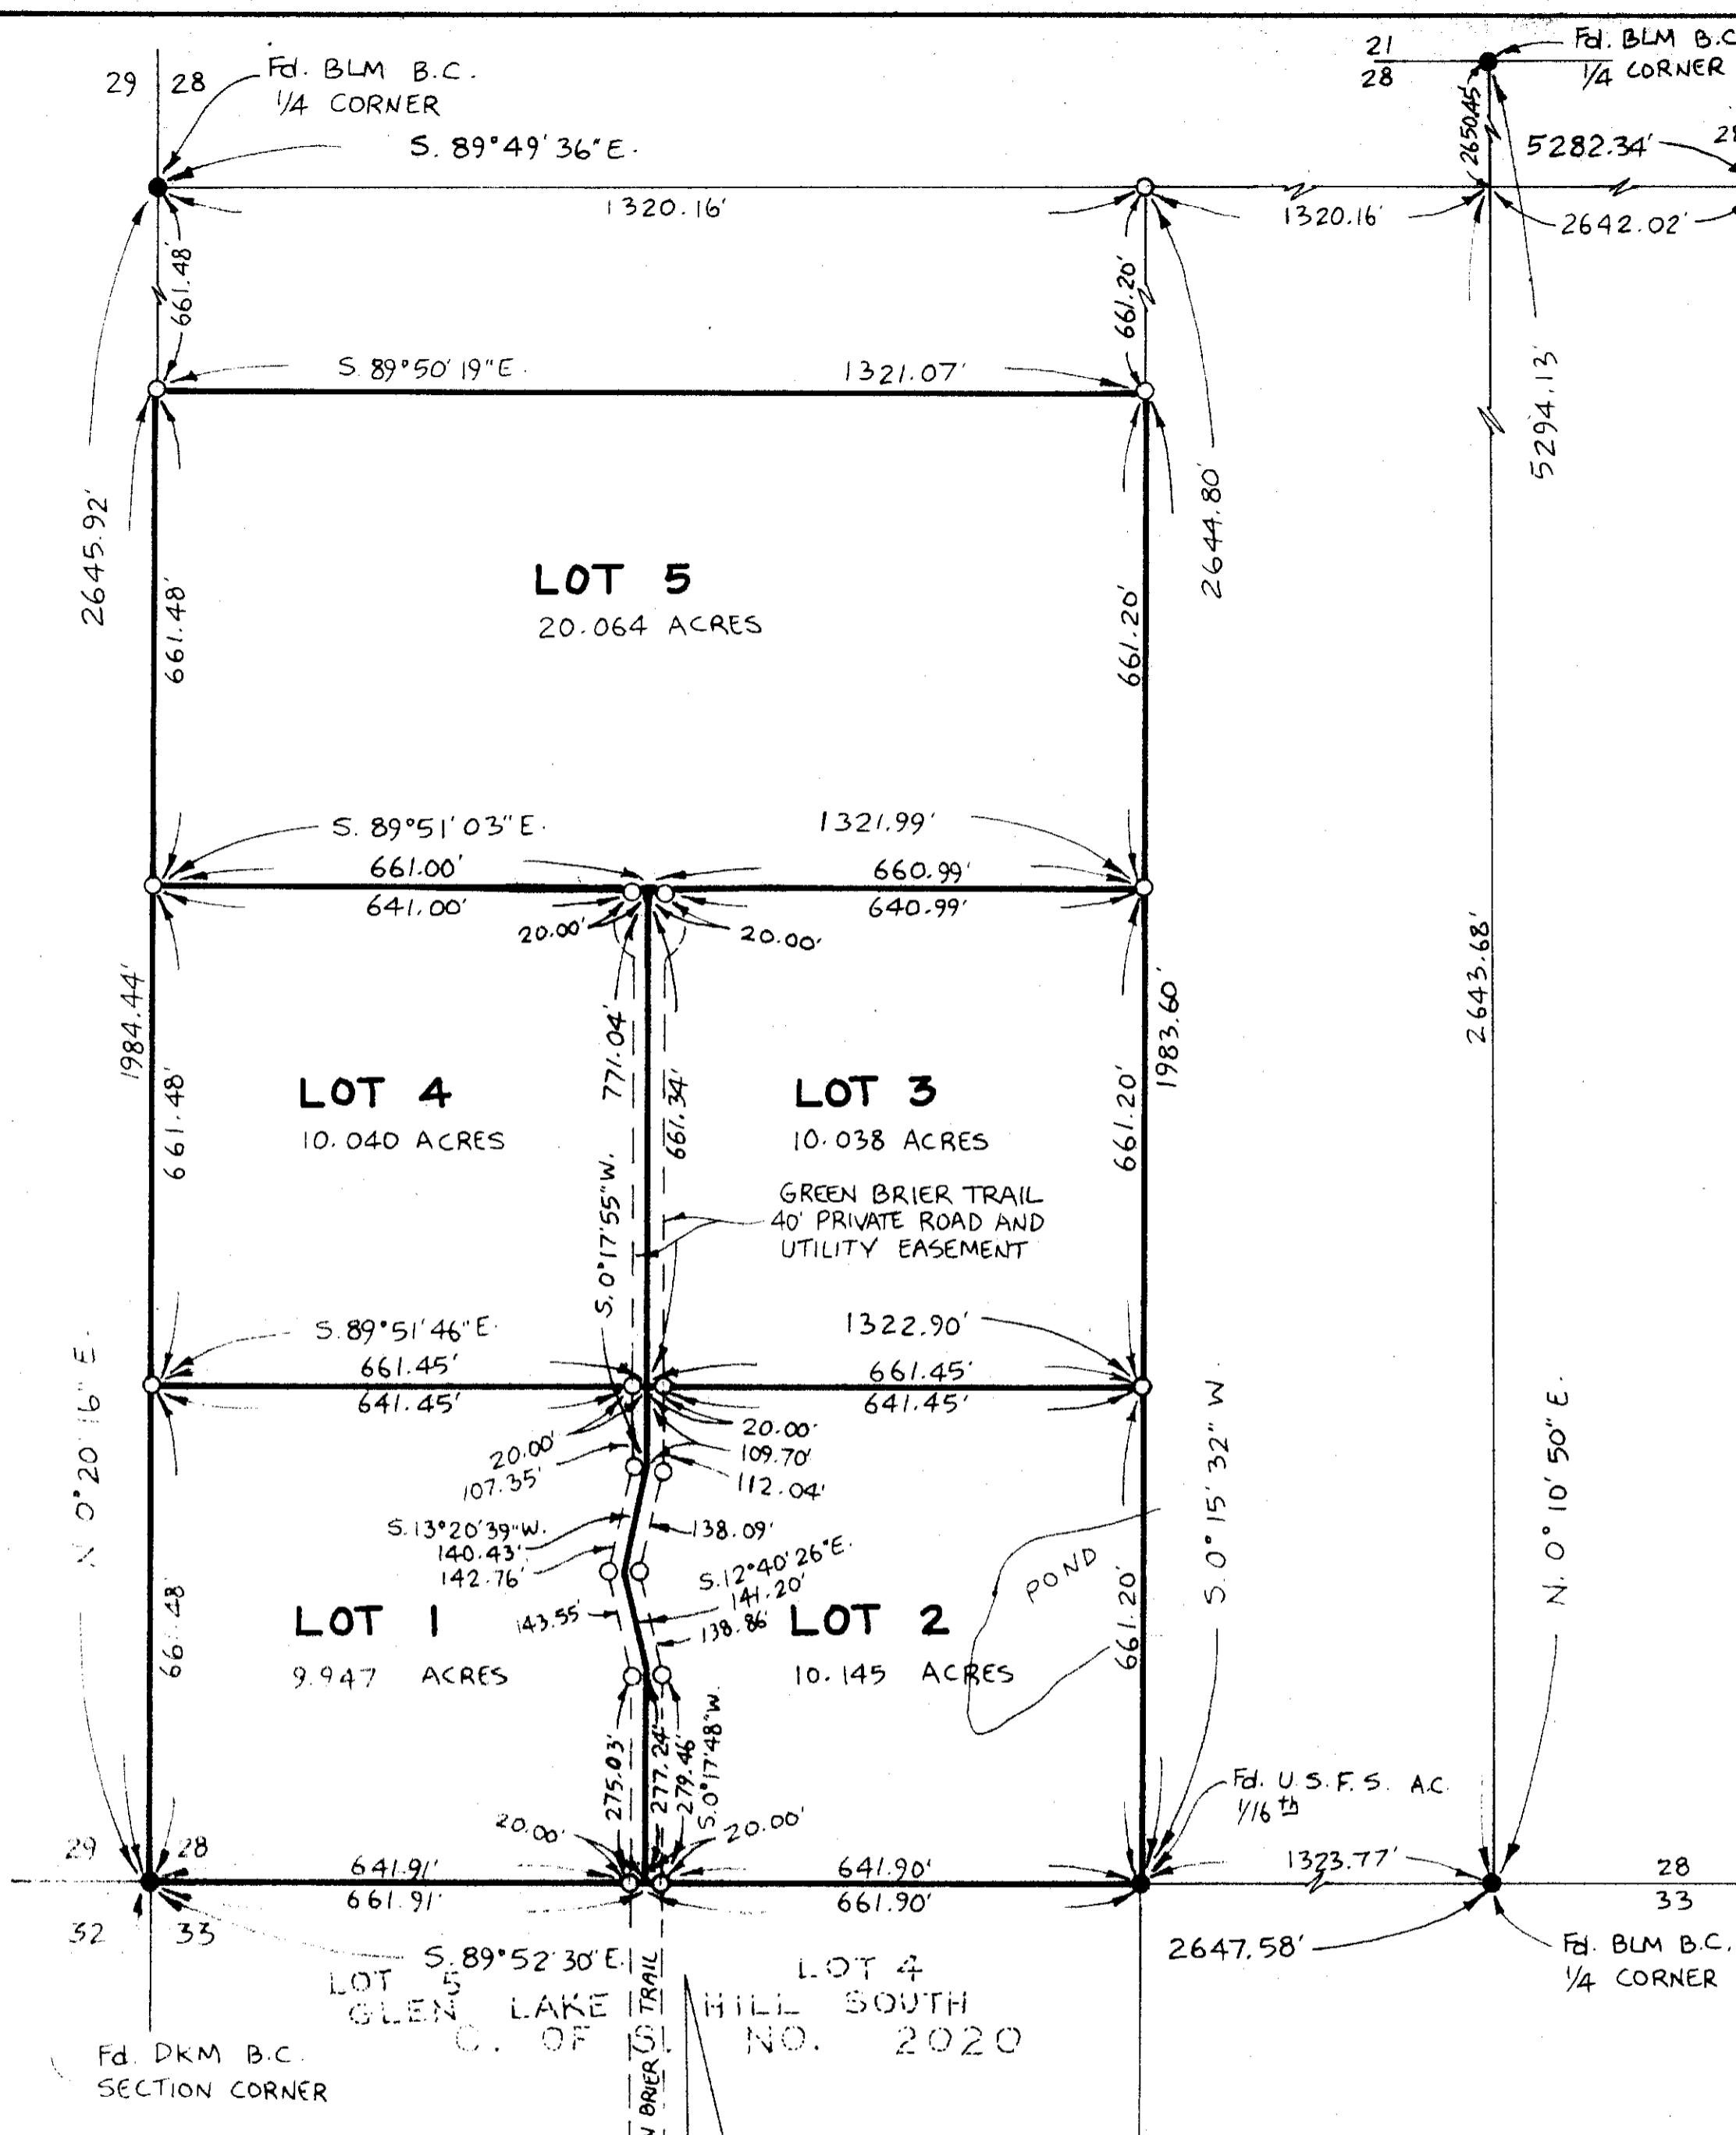 29 28
Fd. BLM B.C.
1/4 CORNER
S. 89°49'36"E.
1320.16'
21
28
Fd. BLM B.C
1/4 CORNER
2650.45'
5282.34'
28
1320.16'
2642.02'
661.48'
661.20'
S. 89°50'19"E.
1321.07'
5294.13'
2645.92'
2644.80'
LOT 5
20.064 ACRES
661.48'
661.20'
S. 89°51'03"E.
1321.99'
661.00'
660.99'
641.00'
640.99'
20.00'
20.00'
1984.44'
771.04'
1983.60'
2643.68'
LOT 4
10.040 ACRES
661.48'
661.34'
LOT 3
10.038 ACRES
661.20'
S. 0°17'55"W.
GREEN BRIER TRAIL
40' PRIVATE ROAD AND
UTILITY EASEMENT
S. 89°51'46"E.
1322.90'
661.45'
661.45'
641.45'
641.45'
20.00'
20.00'
107.35'
109.70'
112.04'
N 0°20'16"E.
S. 0°15'32"W.
N. 0°10'50"E.
S. 13°20'39"W.
140.43'
142.76'
138.09'
S. 12°40'26"E.
141.20'
143.55'
138.86'
POND
LOT 1
9.947 ACRES
LOT 2
10.145 ACRES
661.20'
275.03'
277.24'
279.46'
S. 0°17'48"W.
Fd. U.S.F.S. A.C.
1/16 th
20.00'
20.00'
29 28
641.91'
641.90'
1323.77'
28
661.91'
661.90'
33
32 33
S. 89°52'30"E.
2647.58'
Fd. BLM B.C.
1/4 CORNER
LOT 5
LOT 4
GLEN LAKE HILL SOUTH
C. OF S. NO. 2020
BRIER TRAIL
Fd. DKM B.C.
SECTION CORNER